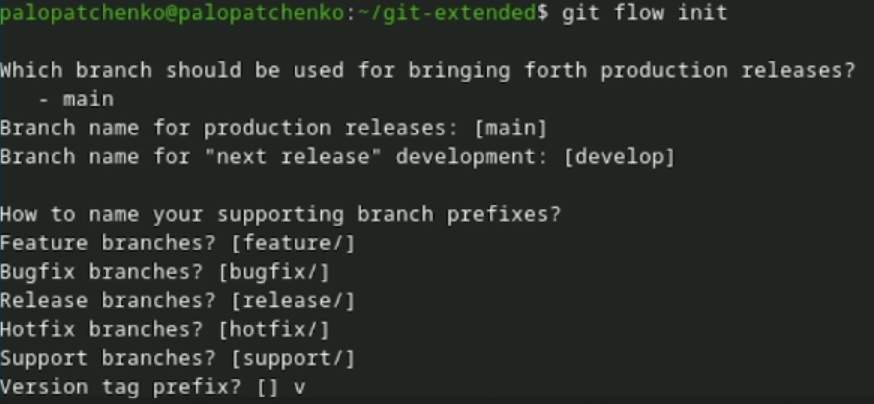 palopatchenko@palopatchenko:~/git-extended$ git flow init
Which branch should be used for bringing forth production releases?
- main
Branch name for production releases: [main]
Branch name for "next release" development: [develop]
How to name your supporting branch prefixes?
Feature branches? [feature/]
Bugfix branches? [bugfix/]
Release branches? [release/]
Hotfix branches? [hotfix/]
Support branches? [support/]
Version tag prefix? [] v